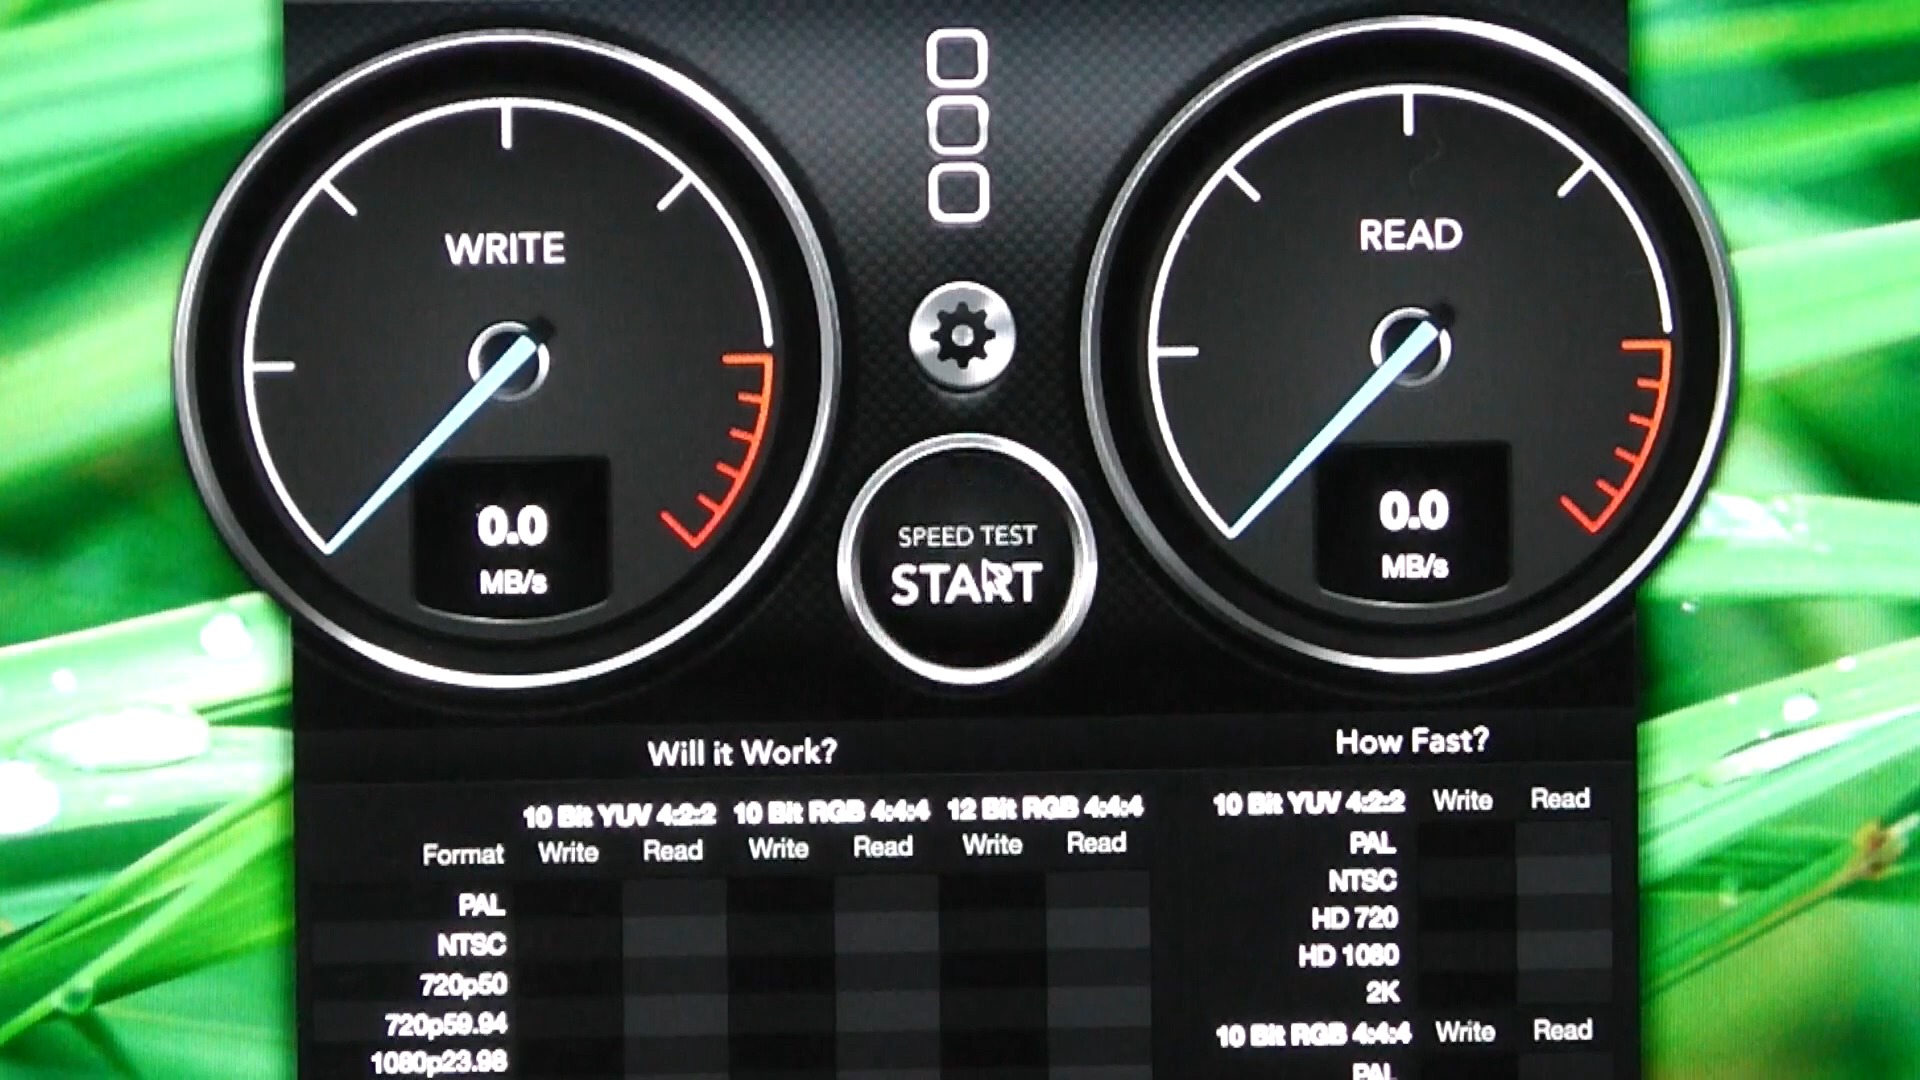 WRITE
READ
0.0
MB/s
SPEED TEST
START
0.0
MB/s
Will it Work?
10 Bit YUV 4:2:2 10 Bit RGB 4:4:4 12 Bit RGB 4:4:4
Format Write Read Write Read Write Read
PAL
NTSC
720p50
720p59.94
1080p23.98
How Fast?
10 Bit YUV 4:2:2 Write Read
PAL
NTSC
HD 720
HD 1080
2K
10 Bit RGB 4:4:4 Write Read
PAL